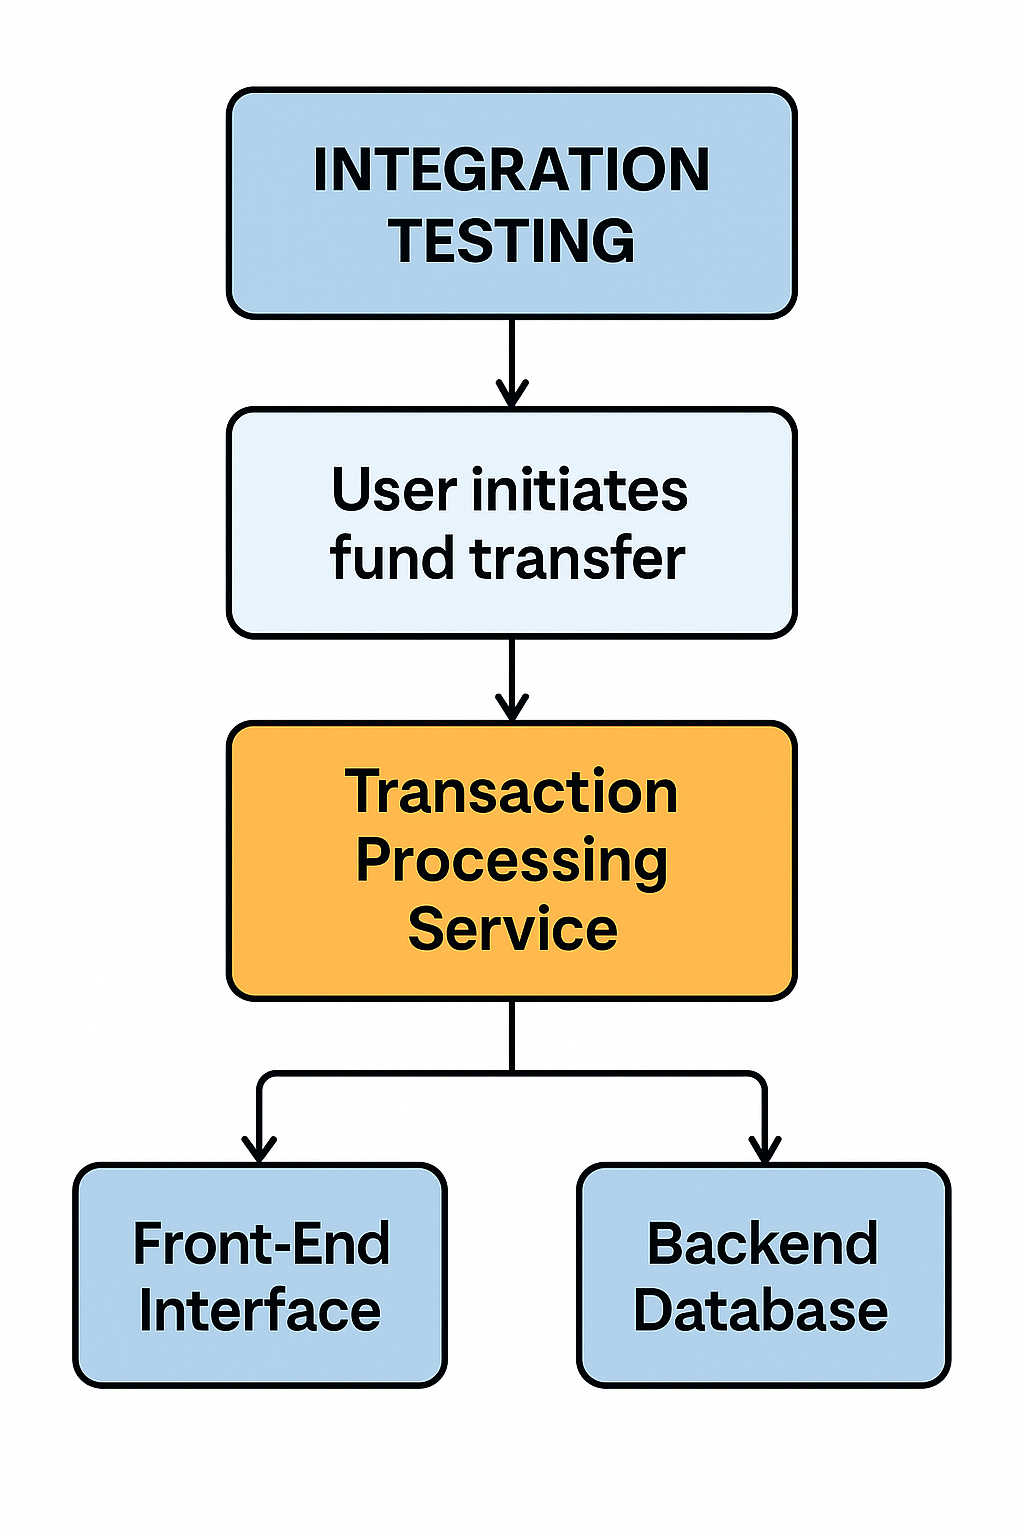 INTEGRATION
TESTING
User initiates
fund transfer
Transaction
Processing
Service
Front-End
Interface
Backend
Database